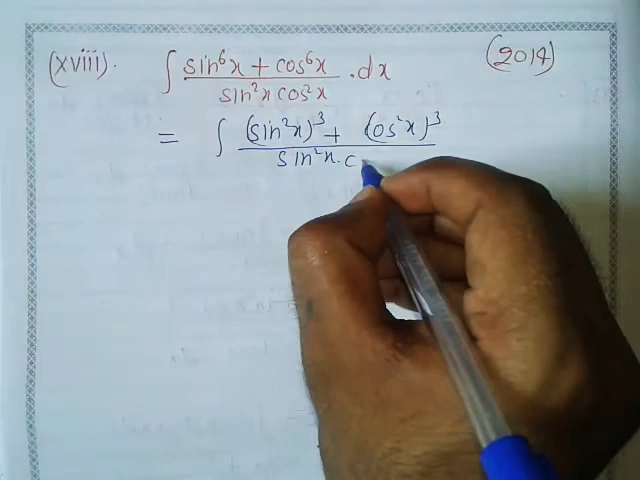 (xviii). ∫ (sin⁶x + cos⁶x)/(sin²x cos²x) . dx (2014)
= ∫ ((sin²x)³ + (cos²x)³)/(sin²x . c